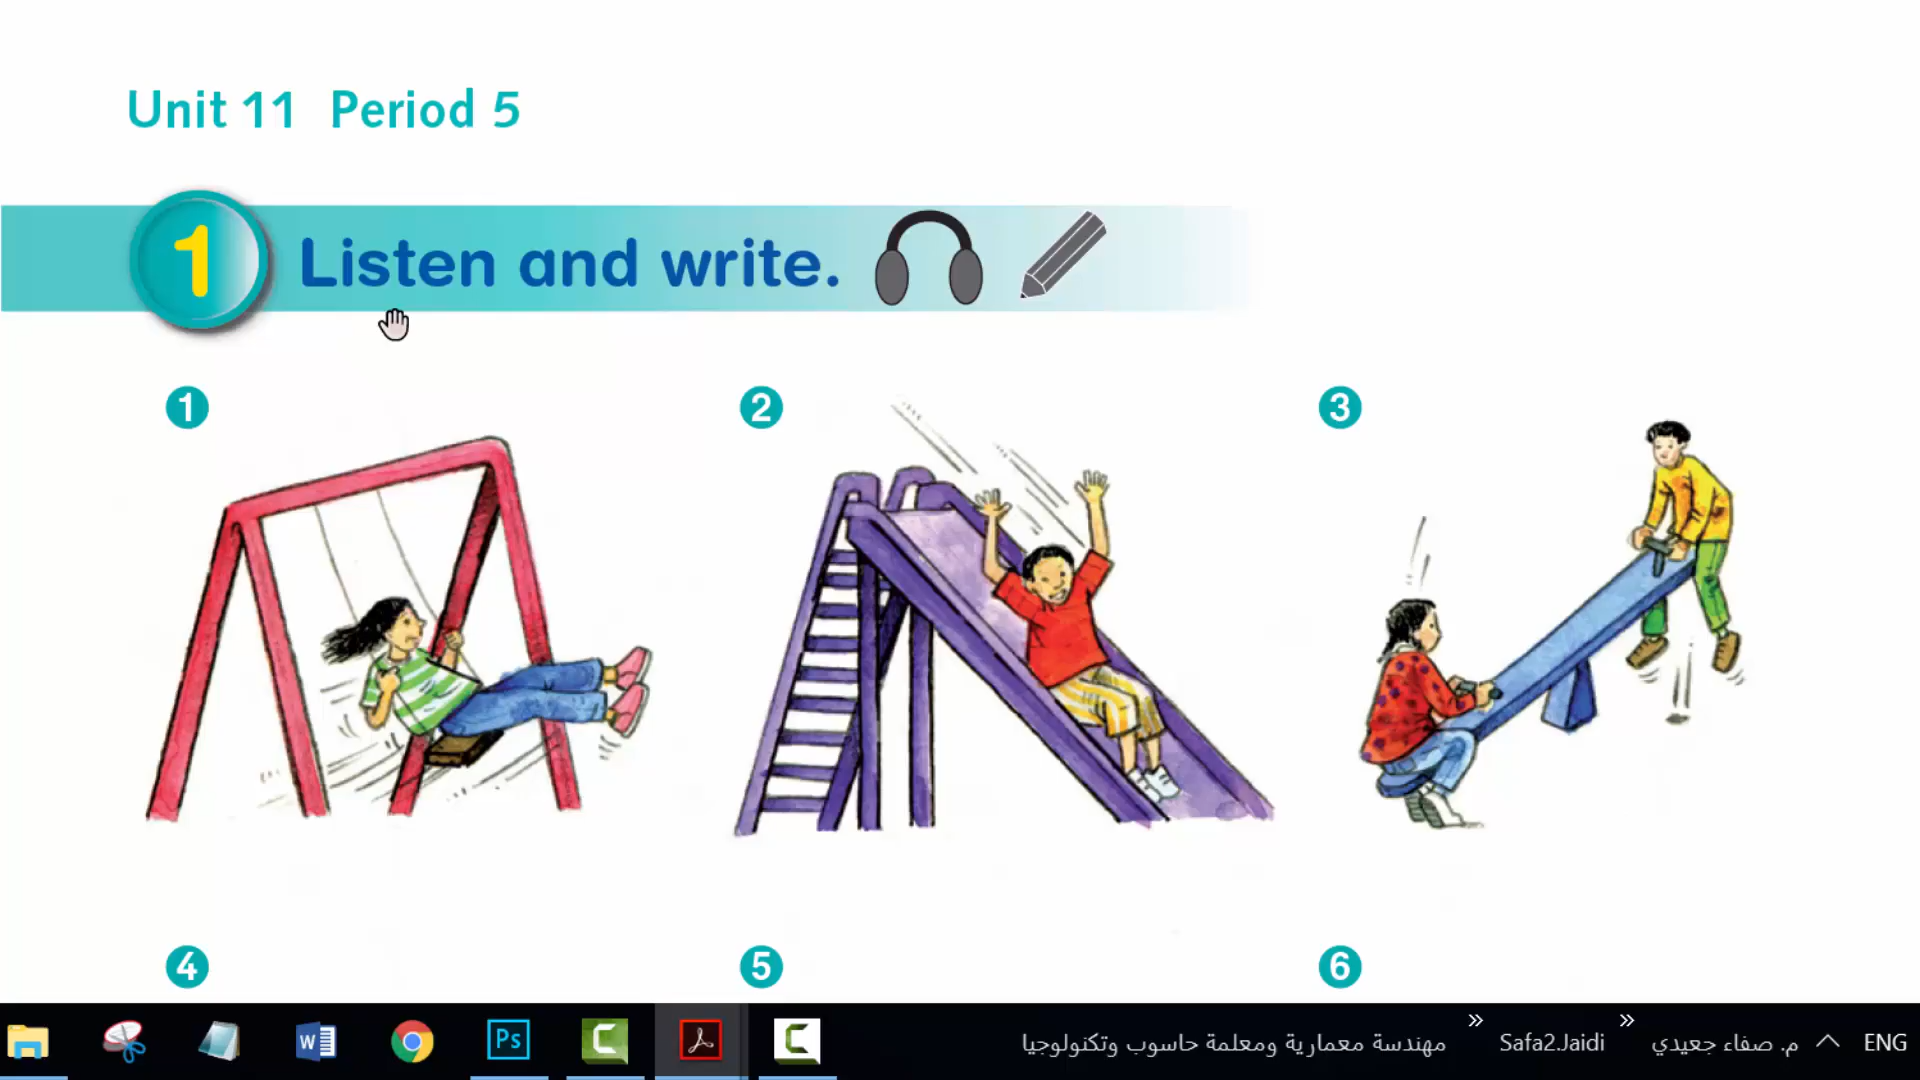 Unit 11 Period 5
1 Listen and write.
1
2
3
4
5
6
W
Ps
مهندسة معمارية ومعلمة حاسوب وتكنولوجيا
»
Safa2.Jaidi
»
م. صفاء جعيدي
ENG